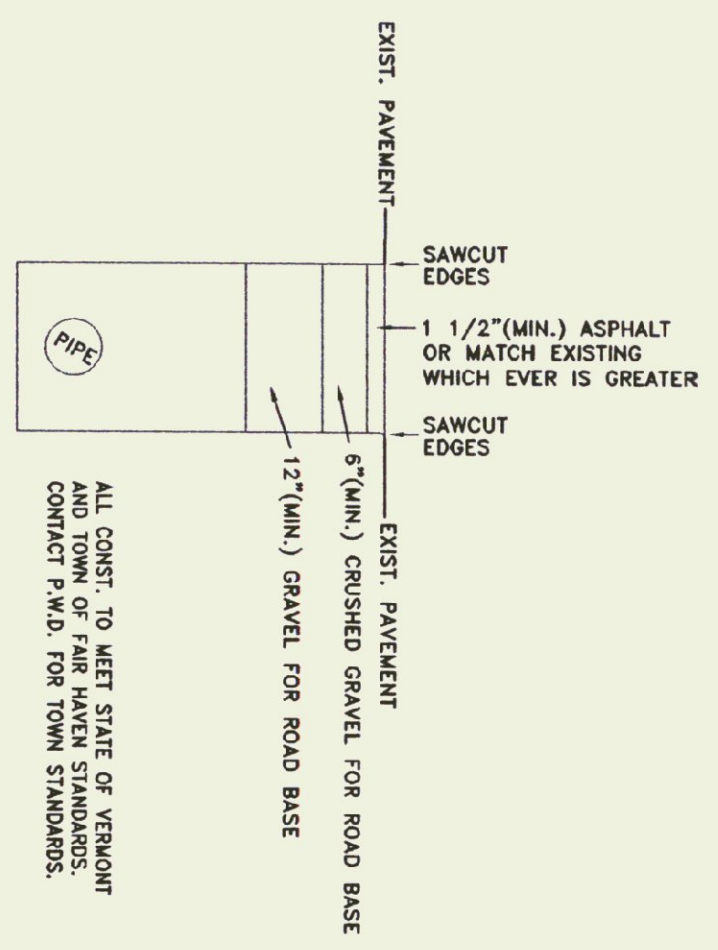 EXIST. PAVEMENT
SAWCUT
EDGES
1 1/2"(MIN.) ASPHALT
OR MATCH EXISTING
WHICH EVER IS GREATER
SAWCUT
EDGES
EXIST. PAVEMENT
6"(MIN.) CRUSHED GRAVEL FOR ROAD BASE
12"(MIN.) GRAVEL FOR ROAD BASE
PIPE
ALL CONST. TO MEET STATE OF VERMONT
AND TOWN OF FAIR HAVEN STANDARDS.
CONTACT P.W.D. FOR TOWN STANDARDS.